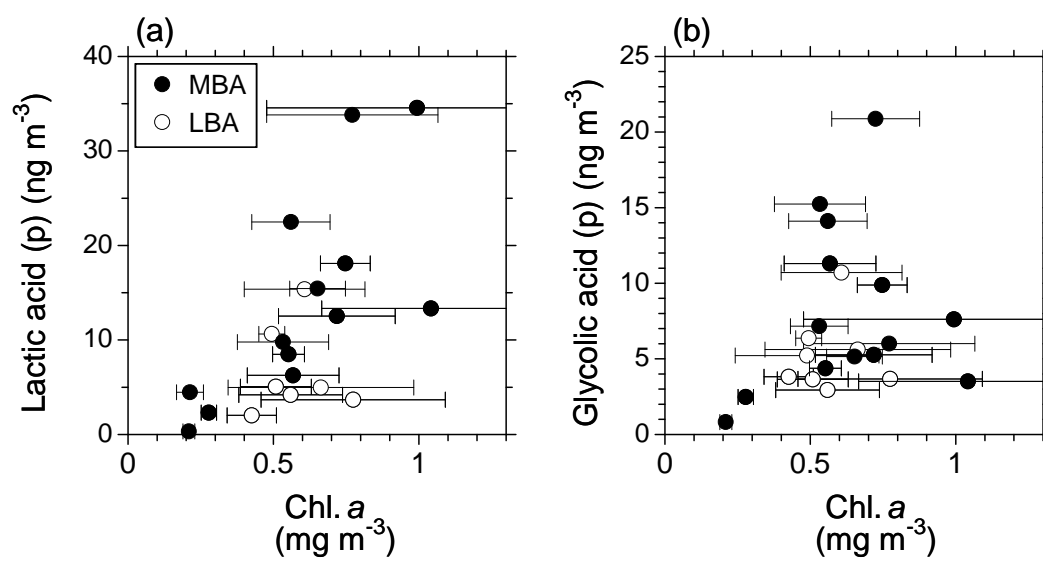 (a)
Lactic acid (p) (ng m⁻³)
40
30
20
10
0
MBA
LBA
0
0.5
1
Chl. a
(mg m⁻³)
(b)
Glycolic acid (p) (ng m⁻³)
25
20
15
10
5
0
0
0.5
1
Chl. a
(mg m⁻³)